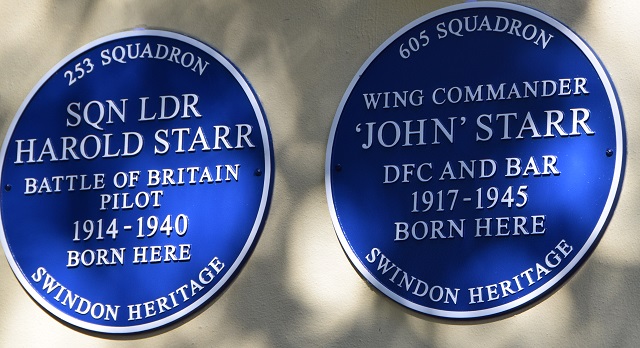 253 SQUADRON
SQN LDR
HAROLD STARR
BATTLE OF BRITAIN
PILOT
1914-1940
BORN HERE
SWINDON HERITAGE
605 SQUADRON
WING COMMANDER
'JOHN' STARR
DFC AND BAR
1917-1945
BORN HERE
SWINDON HERITAGE